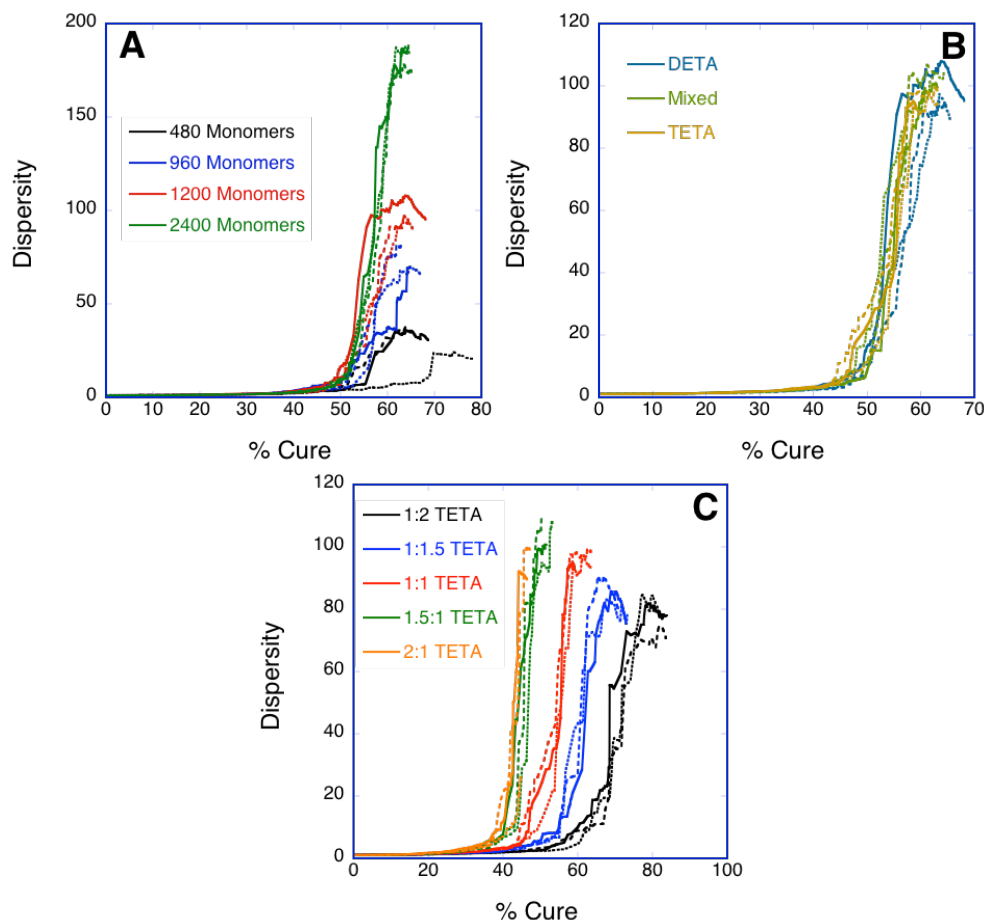 A
200
150
100
50
0
Dispersity
480 Monomers
960 Monomers
1200 Monomers
2400 Monomers
0 10 20 30 40 50 60 70 80
% Cure
B
120
100
80
60
40
20
0
Dispersity
DETA
Mixed
TETA
0 10 20 30 40 50 60 70
% Cure
C
120
100
80
60
40
20
0
Dispersity
1:2 TETA
1:1.5 TETA
1:1 TETA
1.5:1 TETA
2:1 TETA
0 20 40 60 80 100
% Cure